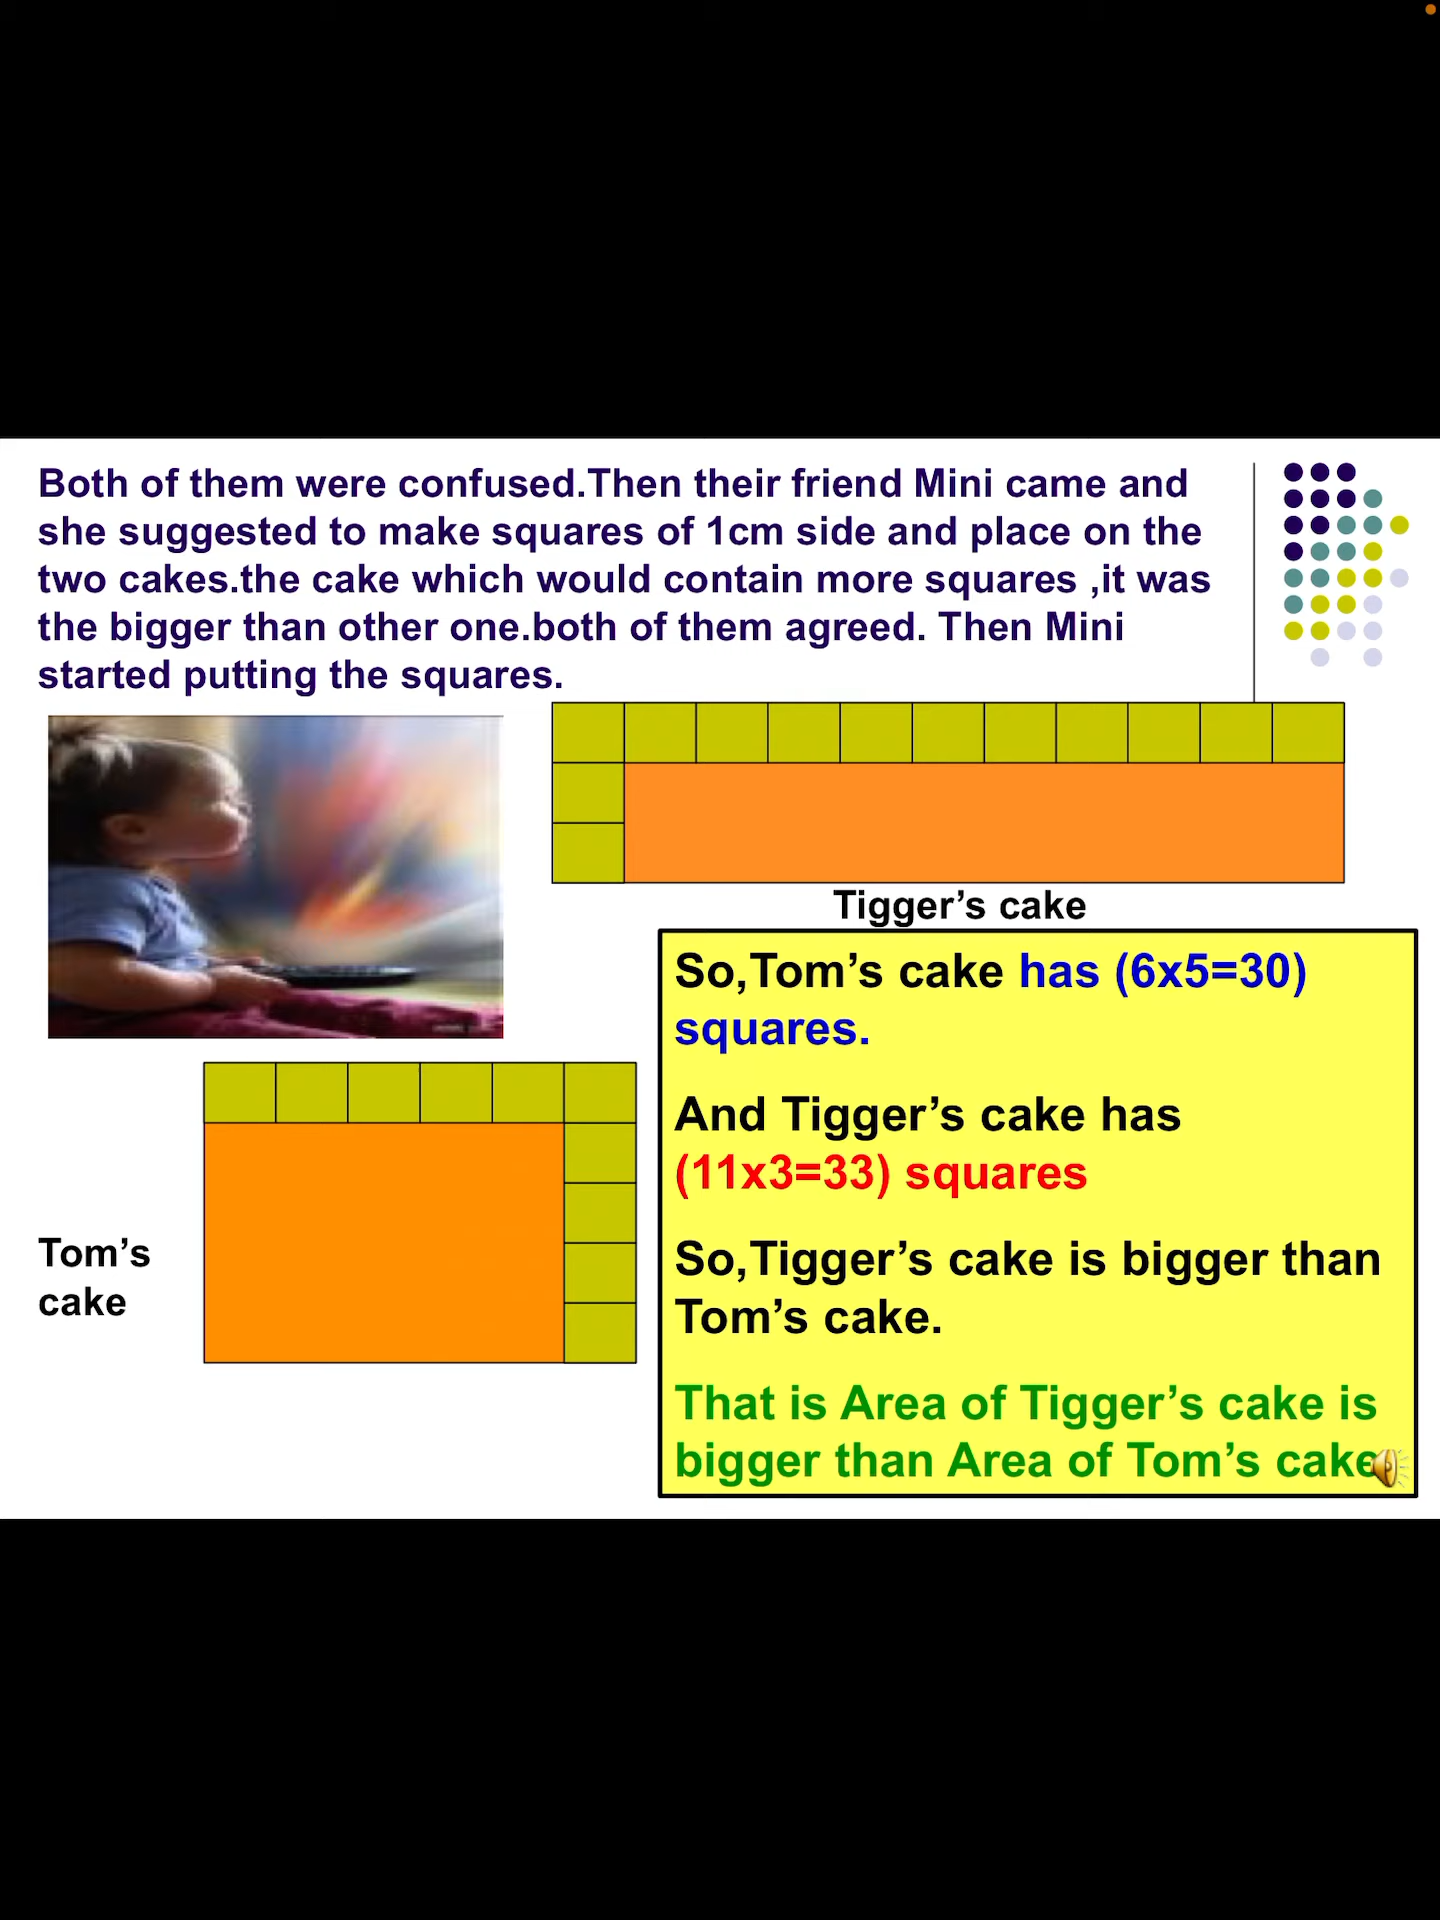 Both of them were confused.Then their friend Mini came and
she suggested to make squares of 1cm side and place on the
two cakes.the cake which would contain more squares ,it was
the bigger than other one.both of them agreed. Then Mini
started putting the squares.
Tigger’s cake
So,Tom’s cake has (6x5=30)
squares.
And Tigger’s cake has
(11x3=33) squares
So,Tigger’s cake is bigger than
Tom’s cake.
That is Area of Tigger’s cake is
bigger than Area of Tom’s cake
Tom’s
cake